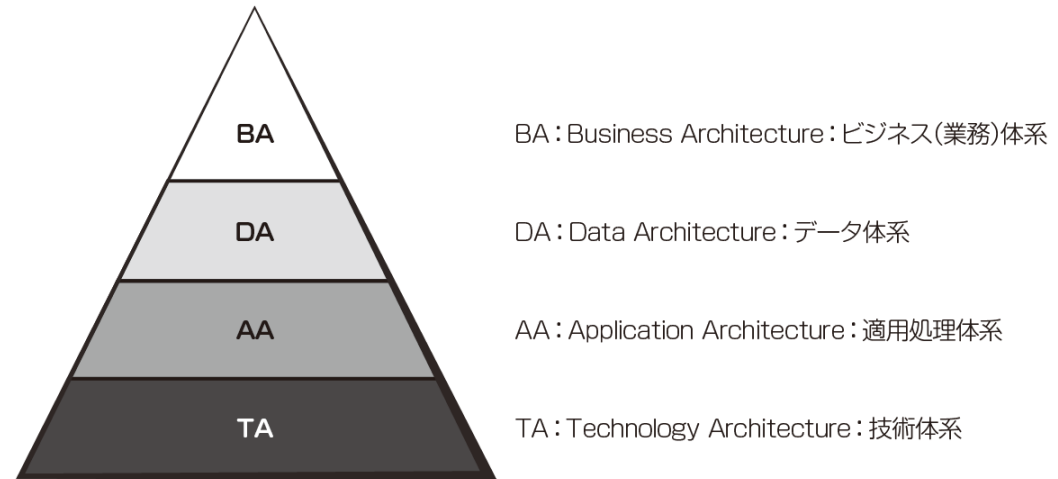 BA
BA：Business Architecture：ビジネス（業務）体系
DA
DA：Data Architecture：データ体系
AA
AA：Application Architecture：適用処理体系
TA
TA：Technology Architecture：技術体系